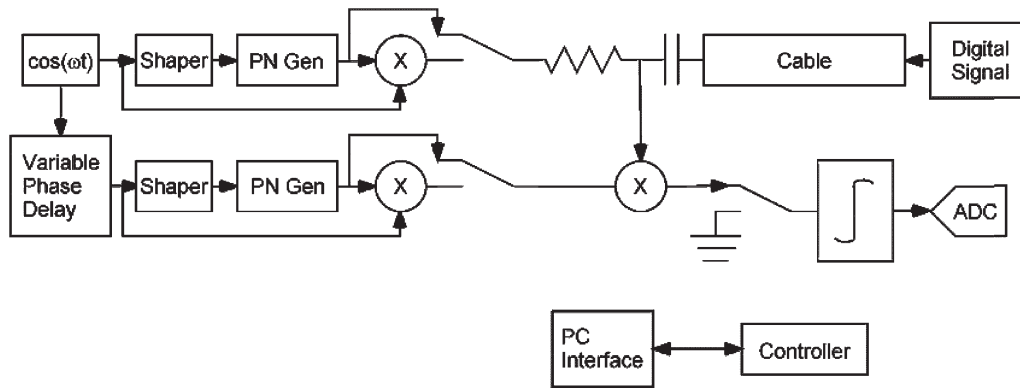 cos(ωt)
Shaper
PN Gen
X
Cable
Digital
Signal
Variable
Phase
Delay
Shaper
PN Gen
X
X
ADC
PC
Interface
Controller